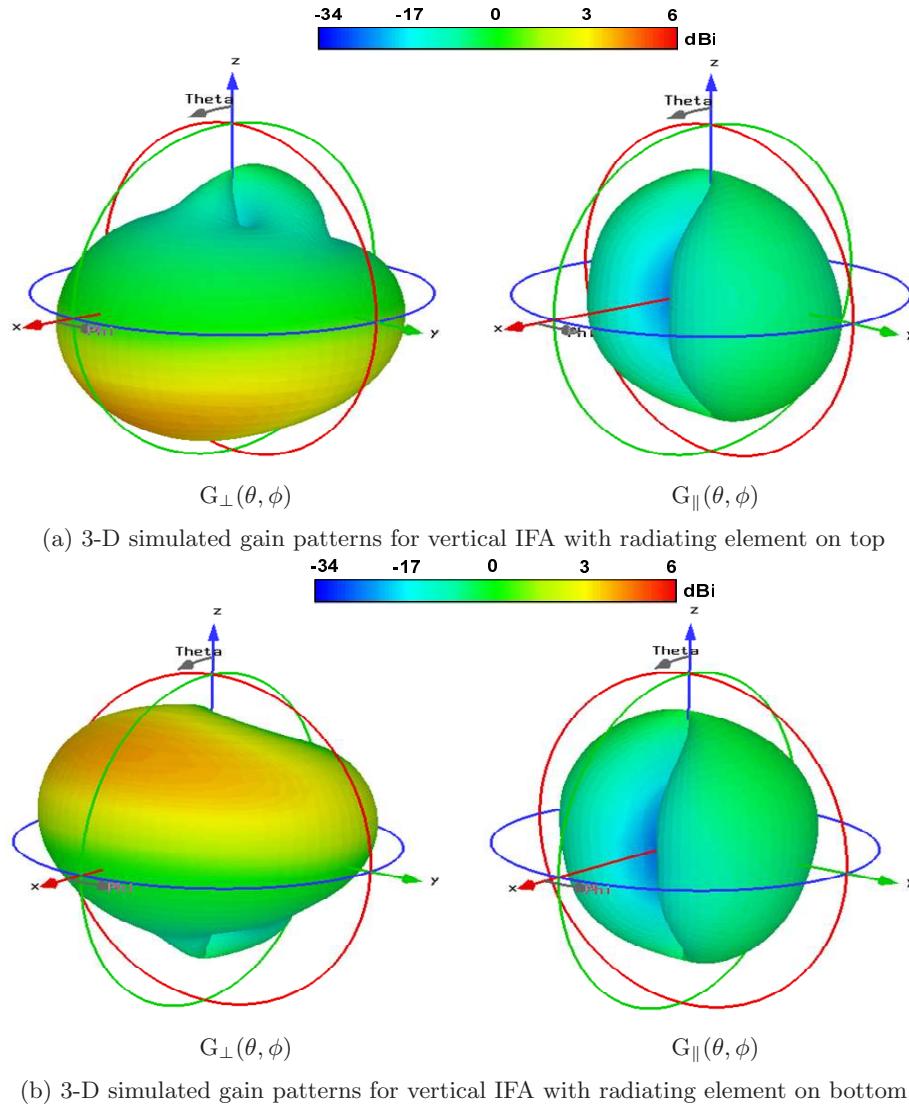 -34 -17 0 3 6
dBi
z z
Theta Theta
x Phi y x Phi
G⊥(θ, ϕ) G∥(θ, ϕ)
(a) 3-D simulated gain patterns for vertical IFA with radiating element on top
-34 -17 0 3 6
dBi
z z
Theta Theta
x Phi y x Phi
G⊥(θ, ϕ) G∥(θ, ϕ)
(b) 3-D simulated gain patterns for vertical IFA with radiating element on bottom